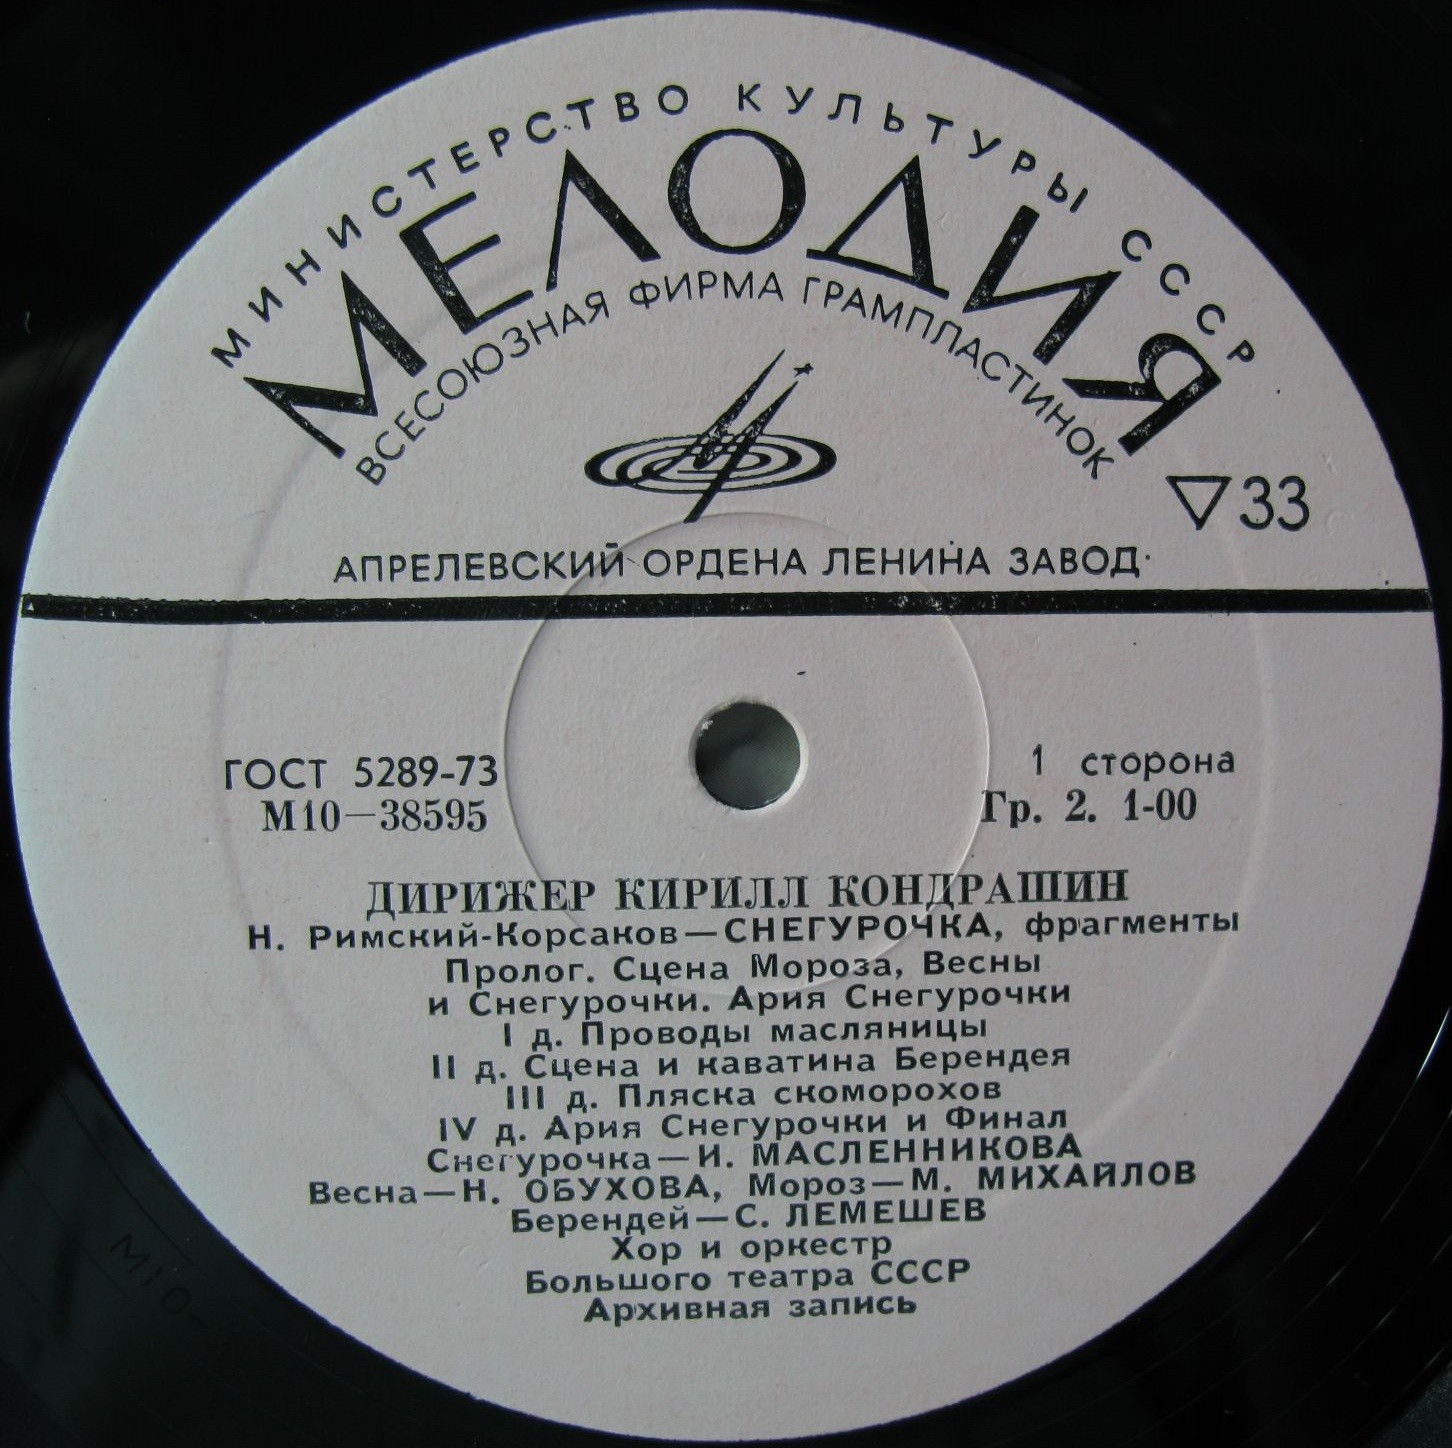 МИНИСТЕРСТВО КУЛЬТУРЫ СССР
МЕЛОДИЯ
ВСЕСОЮЗНАЯ ФИРМА ГРАМПЛАСТИНОК
33
АПРЕЛЕВСКИЙ ОРДЕНА ЛЕНИНА ЗАВОД
ГОСТ 5289-73
1 сторона
М10—38595
Гр. 2. 1-00
ДИРИЖЕР КИРИЛЛ КОНДРАШИН
Н. Римский-Корсаков—СНЕГУРОЧКА, фрагменты
Пролог. Сцена Мороза, Весны
и Снегурочки. Ария Снегурочки
I д. Проводы масляницы
II д. Сцена и каватина Берендея
III д. Пляска скоморохов
IV д. Ария Снегурочки и Финал
Снегурочка—И. МАСЛЕННИКОВА
Весна—Н. ОБУХОВА, Мороз—М. МИХАЙЛОВ
Берендей—С. ЛЕМЕШЕВ
Хор и оркестр
Большого театра СССР
Архивная запись